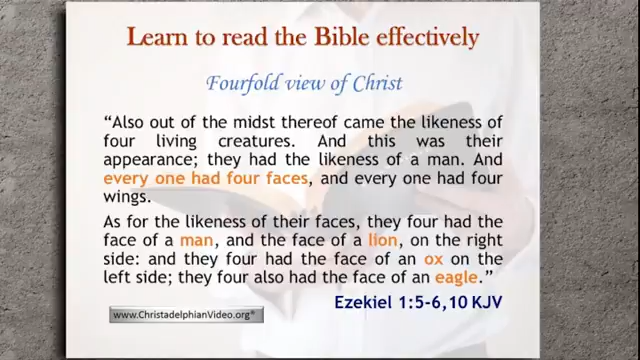 Learn to read the Bible effectively
Fourfold view of Christ
“Also out of the midst thereof came the likeness of
four living creatures. And this was their
appearance; they had the likeness of a man. And
every one had four faces, and every one had four
wings.
As for the likeness of their faces, they four had the
face of a man, and the face of a lion, on the right
side: and they four had the face of an ox on the
left side; they four also had the face of an eagle.”
Ezekiel 1:5-6,10 KJV
www.ChristadelphianVideo.org®